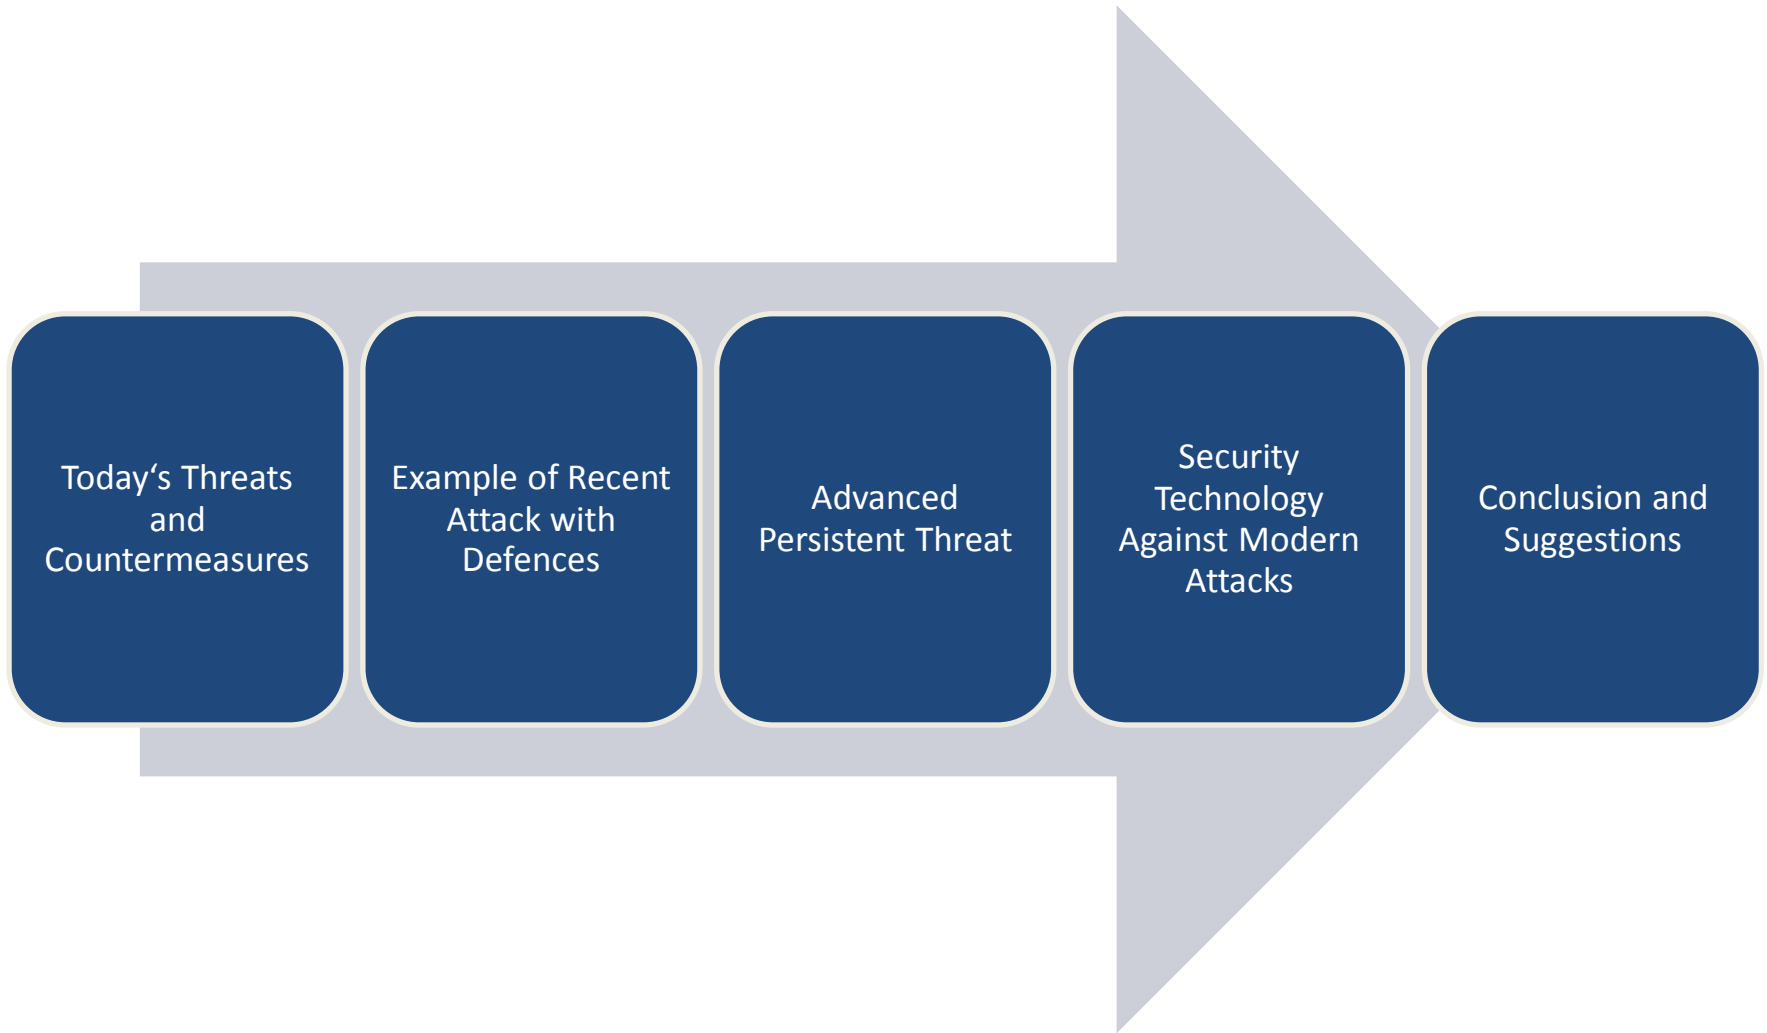 Today‘s Threats
and
Countermeasures
Example of Recent
Attack with
Defences
Advanced
Persistent Threat
Security
Technology
Against Modern
Attacks
Conclusion and
Suggestions